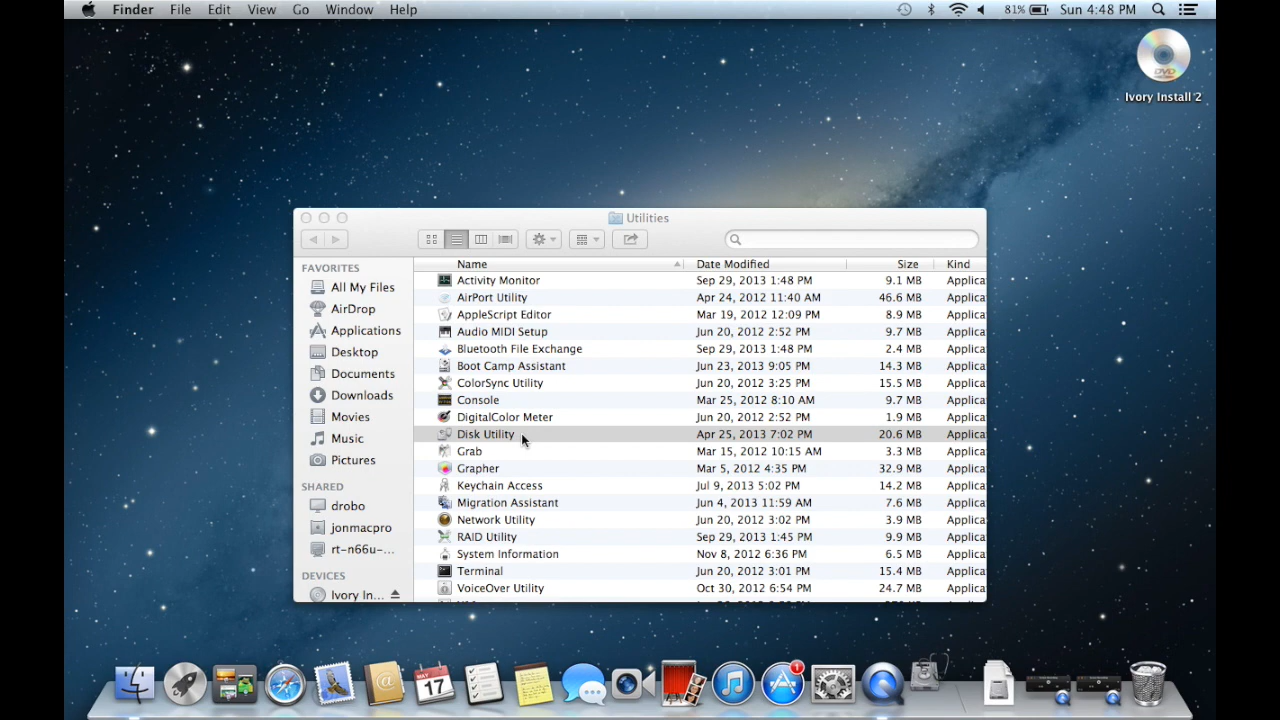 Finder File Edit View Go Window Help 81% Sun 4:48 PM
DVD
Ivory Install 2
Utilities
FAVORITES
All My Files
AirDrop
Applications
Desktop
Documents
Downloads
Movies
Music
Pictures
SHARED
drobo
jonmacpro
rt-n66u-...
DEVICES
Ivory In...
Name Date Modified Size Kind
Activity Monitor Sep 29, 2013 1:48 PM 9.1 MB Applica
AirPort Utility Apr 24, 2012 11:40 AM 46.6 MB Applica
AppleScript Editor Mar 19, 2012 12:09 PM 8.9 MB Applica
Audio MIDI Setup Jun 20, 2012 2:52 PM 9.7 MB Applica
Bluetooth File Exchange Sep 29, 2013 1:48 PM 2.4 MB Applica
Boot Camp Assistant Jun 23, 2013 9:05 PM 14.3 MB Applica
ColorSync Utility Jun 20, 2012 3:25 PM 15.5 MB Applica
Console Mar 25, 2012 8:10 AM 9.7 MB Applica
DigitalColor Meter Jun 20, 2012 2:52 PM 1.9 MB Applica
Disk Utility Apr 25, 2013 7:02 PM 20.6 MB Applica
Grab Mar 15, 2012 10:15 AM 3.3 MB Applica
Grapher Mar 5, 2012 4:35 PM 32.9 MB Applica
Keychain Access Jul 9, 2013 5:02 PM 14.2 MB Applica
Migration Assistant Jun 4, 2013 11:59 AM 7.6 MB Applica
Network Utility Jun 20, 2012 3:02 PM 3.9 MB Applica
RAID Utility Sep 29, 2013 1:45 PM 9.9 MB Applica
System Information Nov 8, 2012 6:36 PM 6.5 MB Applica
Terminal Jun 20, 2012 3:01 PM 15.4 MB Applica
VoiceOver Utility Oct 30, 2012 6:54 PM 24.7 MB Applica
MAY
17
1